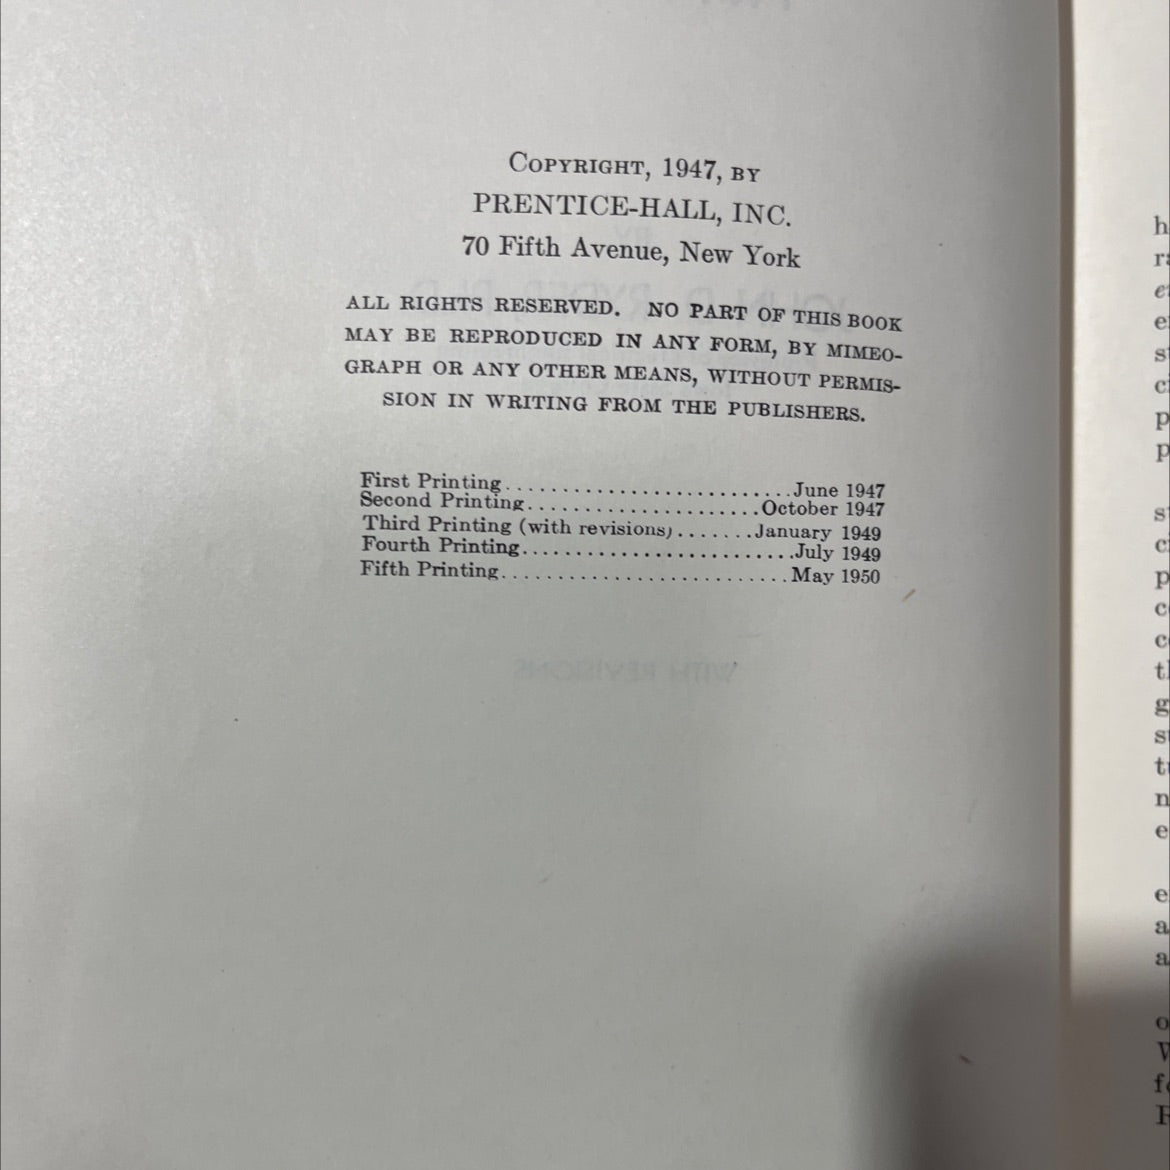 Copyright, 1947, by
PRENTICE-HALL, INC.
70 Fifth Avenue, New York
ALL RIGHTS RESERVED. NO PART OF THIS BOOK
MAY BE REPRODUCED IN ANY FORM, BY MIMEO-
GRAPH OR ANY OTHER MEANS, WITHOUT PERMIS-
SION IN WRITING FROM THE PUBLISHERS.
First Printing..........................June 1947
Second Printing.....................October 1947
Third Printing (with revisions).......January 1949
Fourth Printing.........................July 1949
Fifth Printing..........................May 1950
WITH REVISIONS